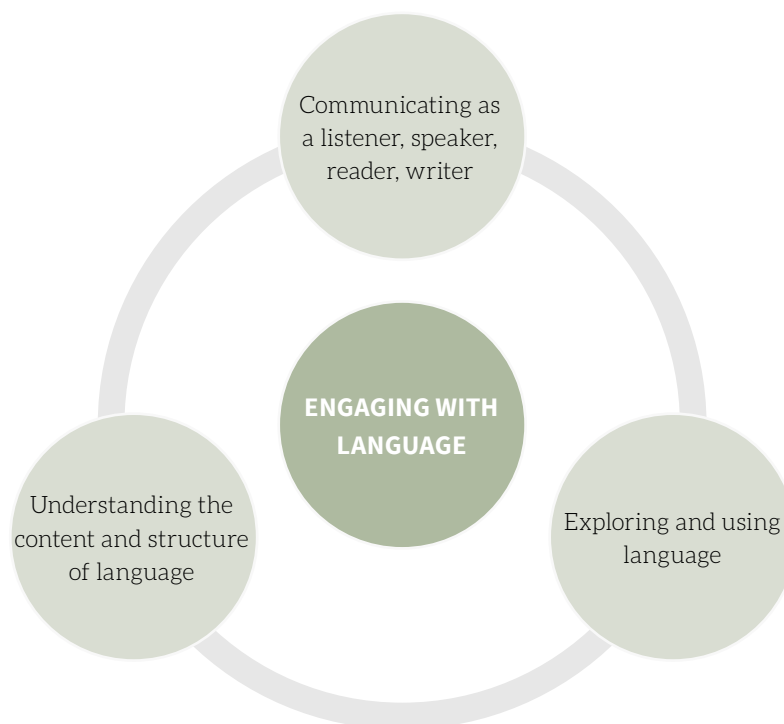 Communicating as
a listener, speaker,
reader, writer
ENGAGING WITH
LANGUAGE
Understanding the
content and structure
of language
Exploring and using
language